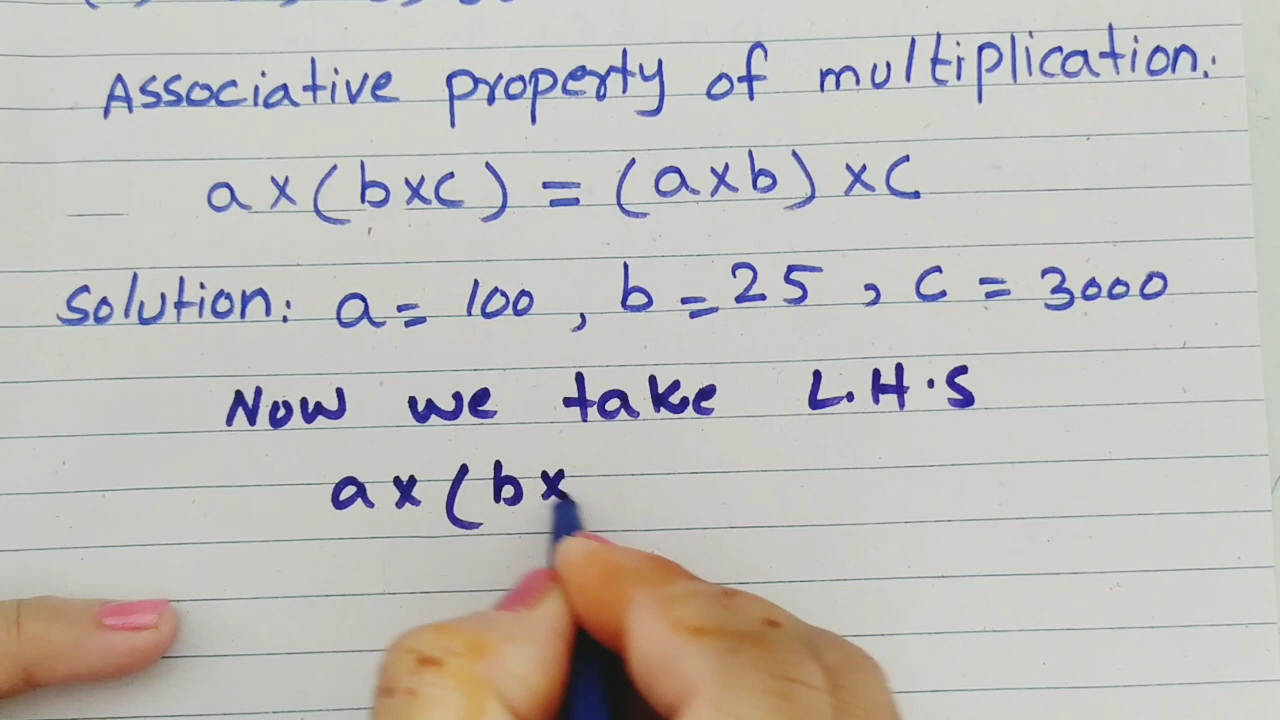 Associative property of multiplication.
a × (b × c) = (a × b) × c
Solution: a = 100 , b = 25 , c = 3000
Now we take L.H.S
a × ( b ×